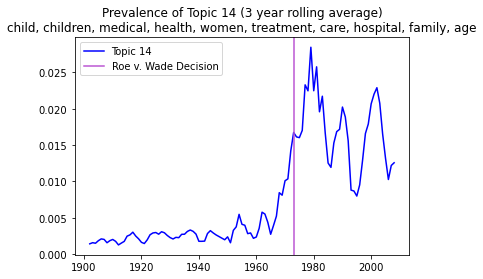 Prevalence of Topic 14 (3 year rolling average)
child, children, medical, health, women, treatment, care, hospital, family, age
Topic 14
Roe v. Wade Decision
0.025
0.020
0.015
0.010
0.005
0.000
1900 1920 1940 1960 1980 2000